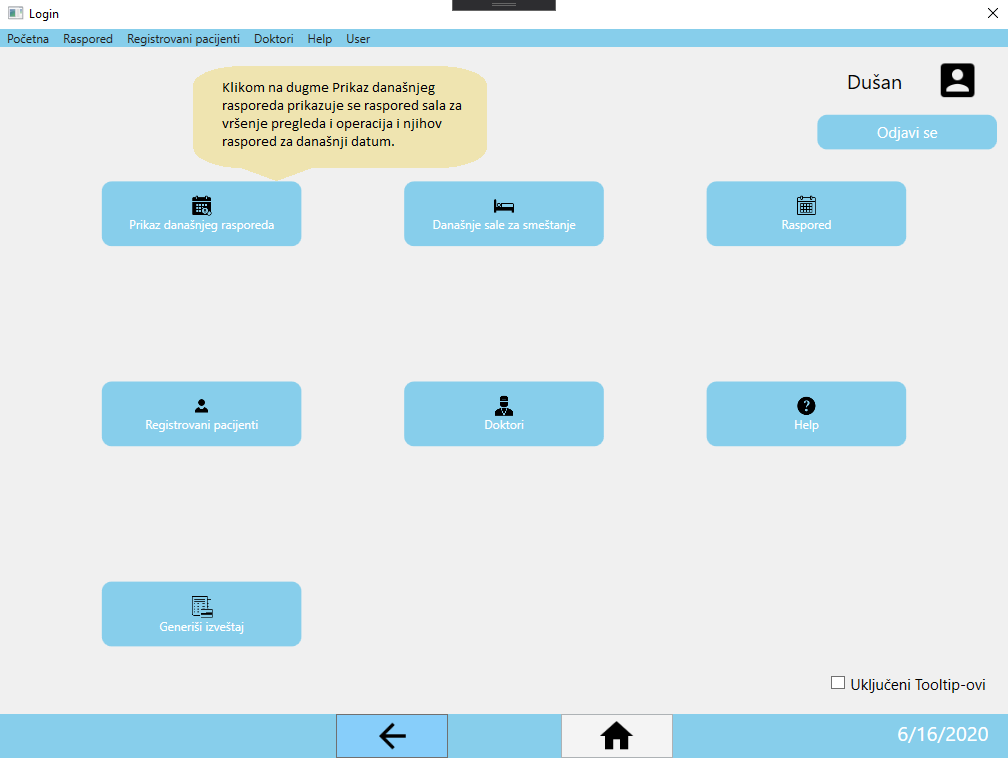 Login
Početna Raspored Registrovani pacijenti Doktori Help User
Klikom na dugme Prikaz današnjeg
rasporeda prikazuje se raspored sala za
vršenje pregleda i operacija i njihov
raspored za današnji datum.
Dušan
Odjavi se
Prikaz današnjeg rasporeda
Današnje sale za smeštanje
Raspored
Registrovani pacijenti
Doktori
Help
Generiši izveštaj
Uključeni Tooltip-ovi
6/16/2020